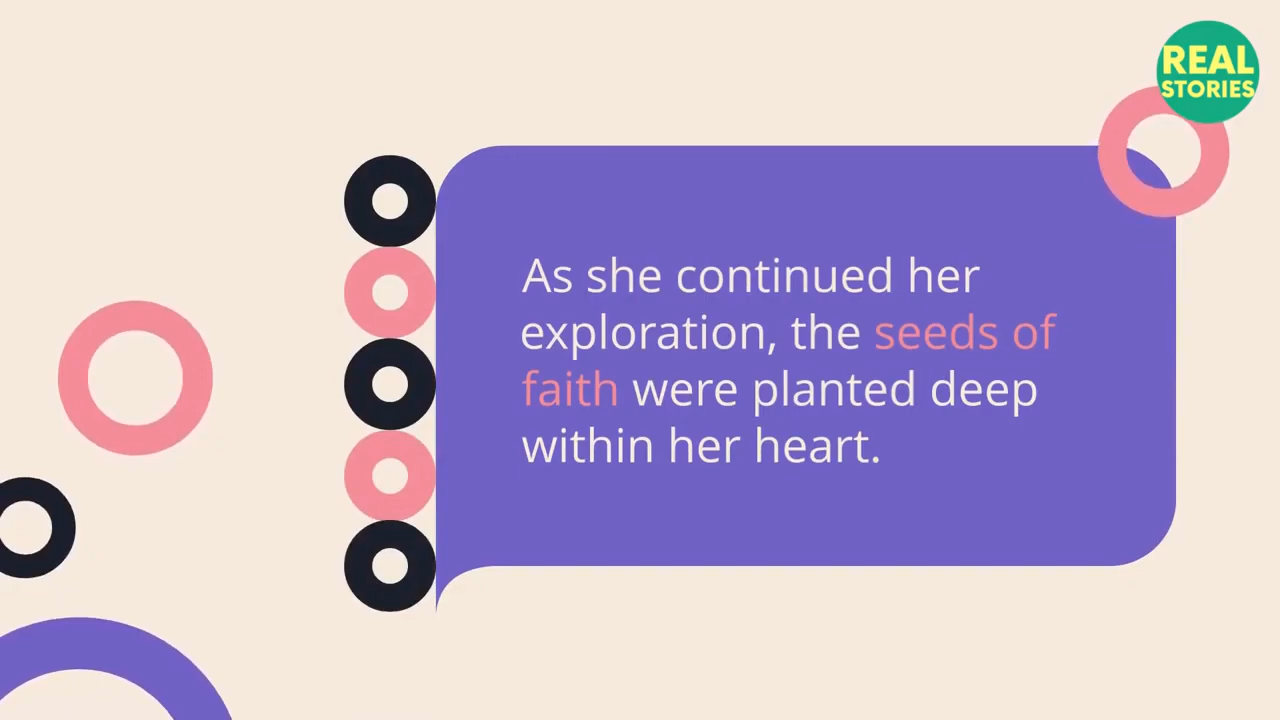 REAL
STORIES
As she continued her
exploration, the seeds of
faith were planted deep
within her heart.